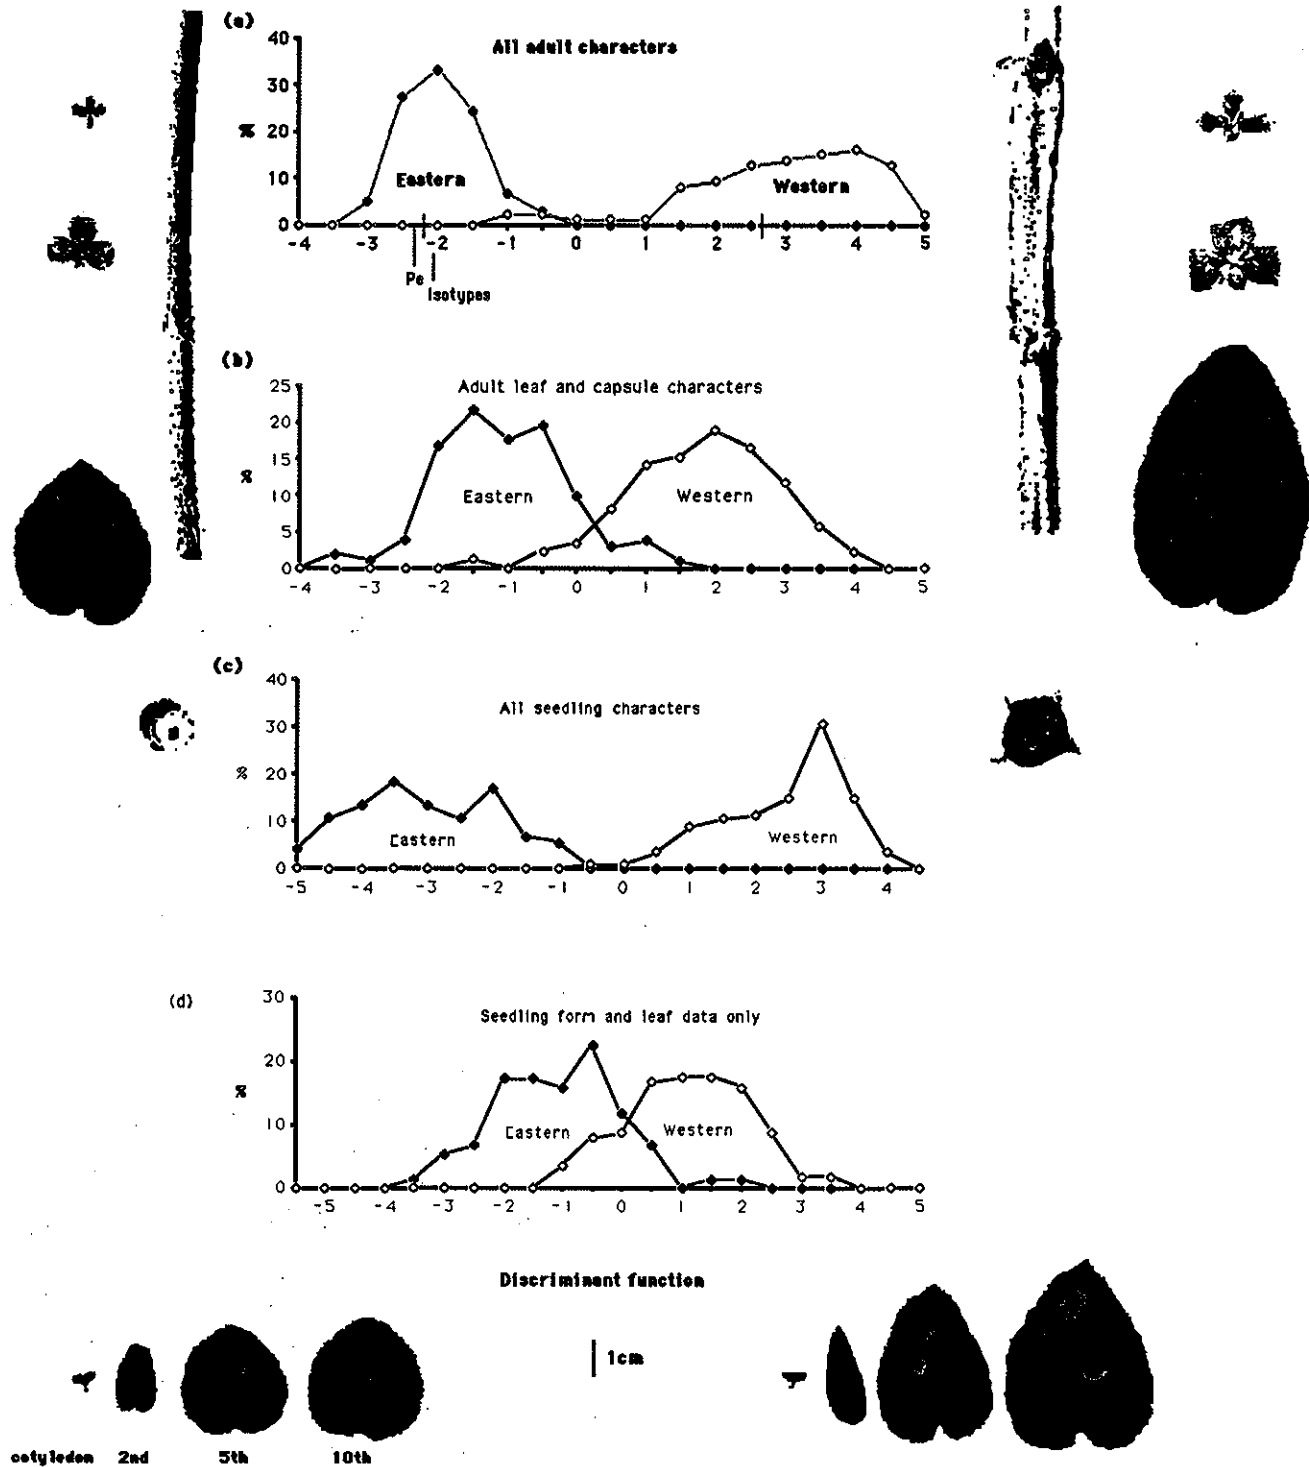 (a)
All adult characters
40
30
20
10
0
%
Eastern
Western
-4 -3 -2 -1 0 1 2 3 4 5
Pe
Isotypes
(b)
Adult leaf and capsule characters
25
20
15
10
5
0
%
Eastern
Western
-4 -3 -2 -1 0 1 2 3 4 5
(c)
All seedling characters
40
30
20
10
0
%
Eastern
Western
-5 -4 -3 -2 -1 0 1 2 3 4
(d)
Seedling form and leaf data only
30
20
10
0
%
Eastern
Western
-5 -4 -3 -2 -1 0 1 2 3 4 5
Discriminant function
1cm
cotyledon 2nd 5th 10th